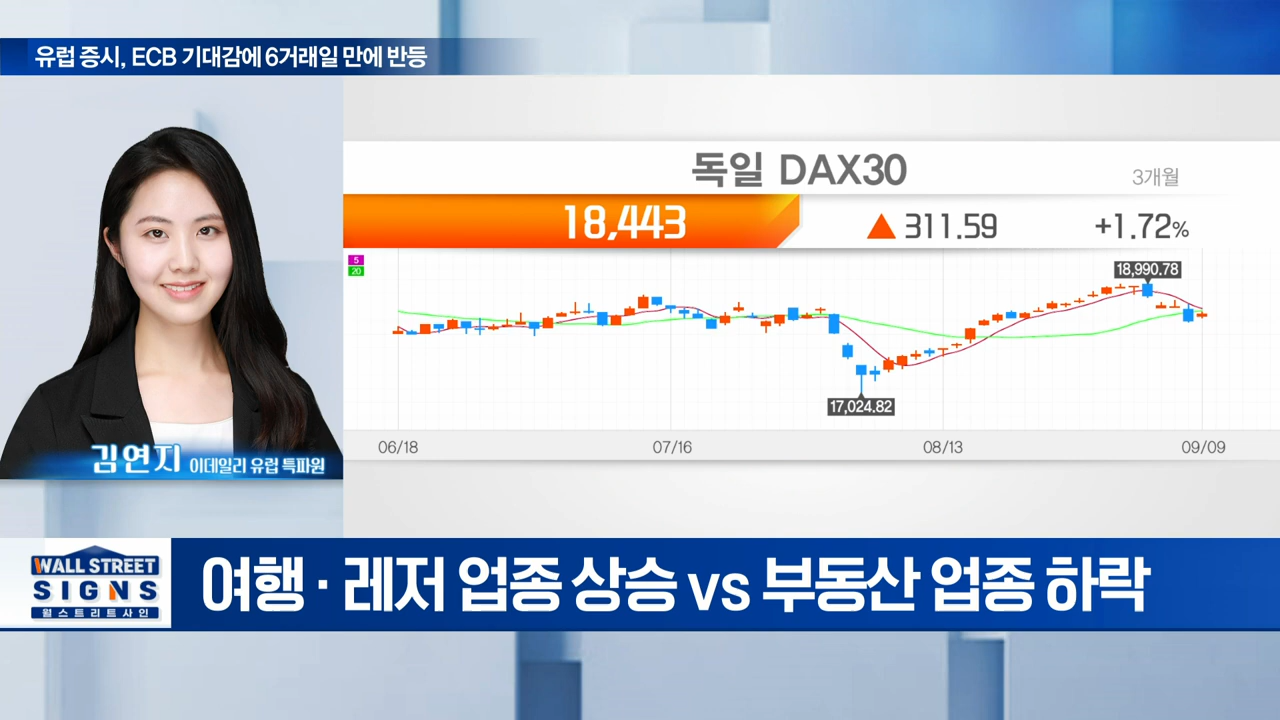 유럽 증시, ECB 기대감에 6거래일 만에 반등
독일 DAX30
3개월
18,443
▲ 311.59
+1.72%
5
20
18,990.78
17,024.82
06/18
07/16
08/13
09/09
김연지 이데일리 유럽 특파원
WALL STREET
SIGNS
월스트리트사인
여행·레저 업종 상승 vs 부동산 업종 하락